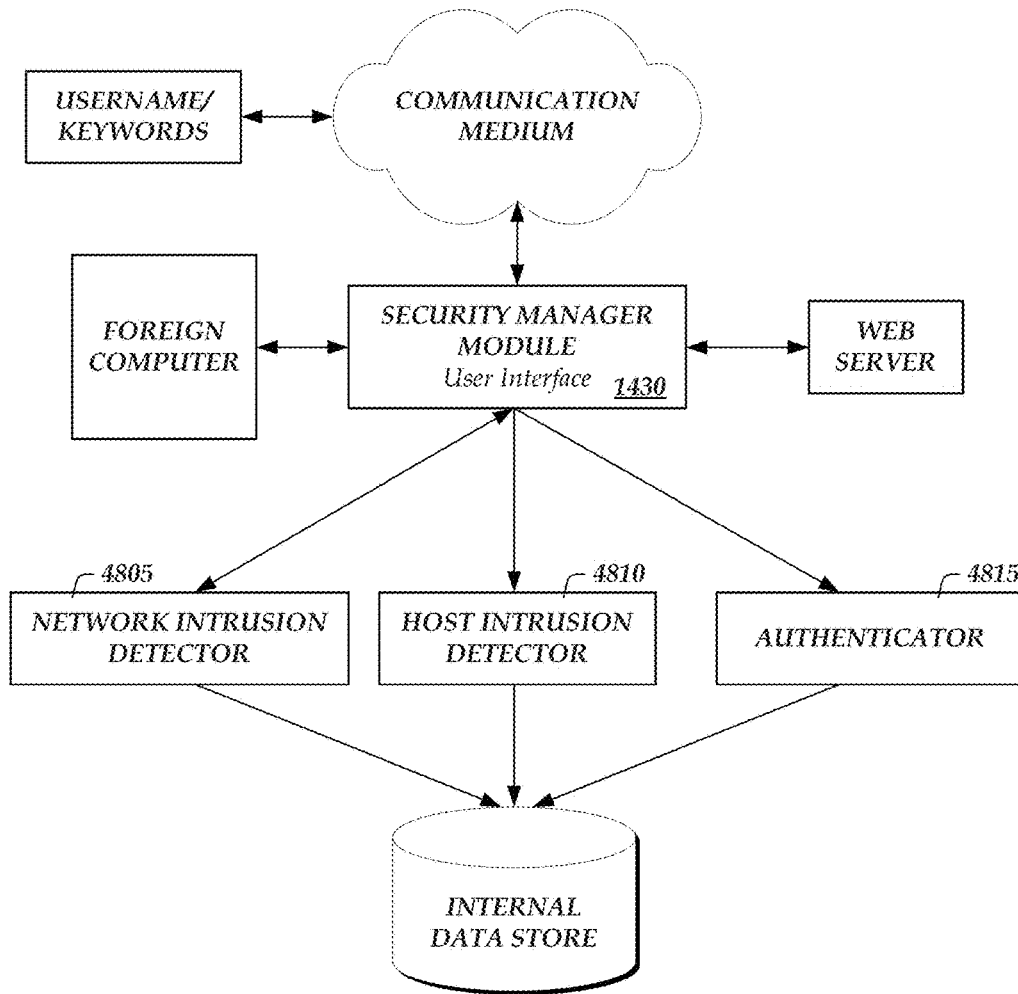 USERNAME/
KEYWORDS
COMMUNICATION
MEDIUM
FOREIGN
COMPUTER
SECURITY MANAGER
MODULE
User Interface
1430
WEB
SERVER
4805
NETWORK INTRUSION
DETECTOR
4810
HOST INTRUSION
DETECTOR
4815
AUTHENTICATOR
INTERNAL
DATA STORE